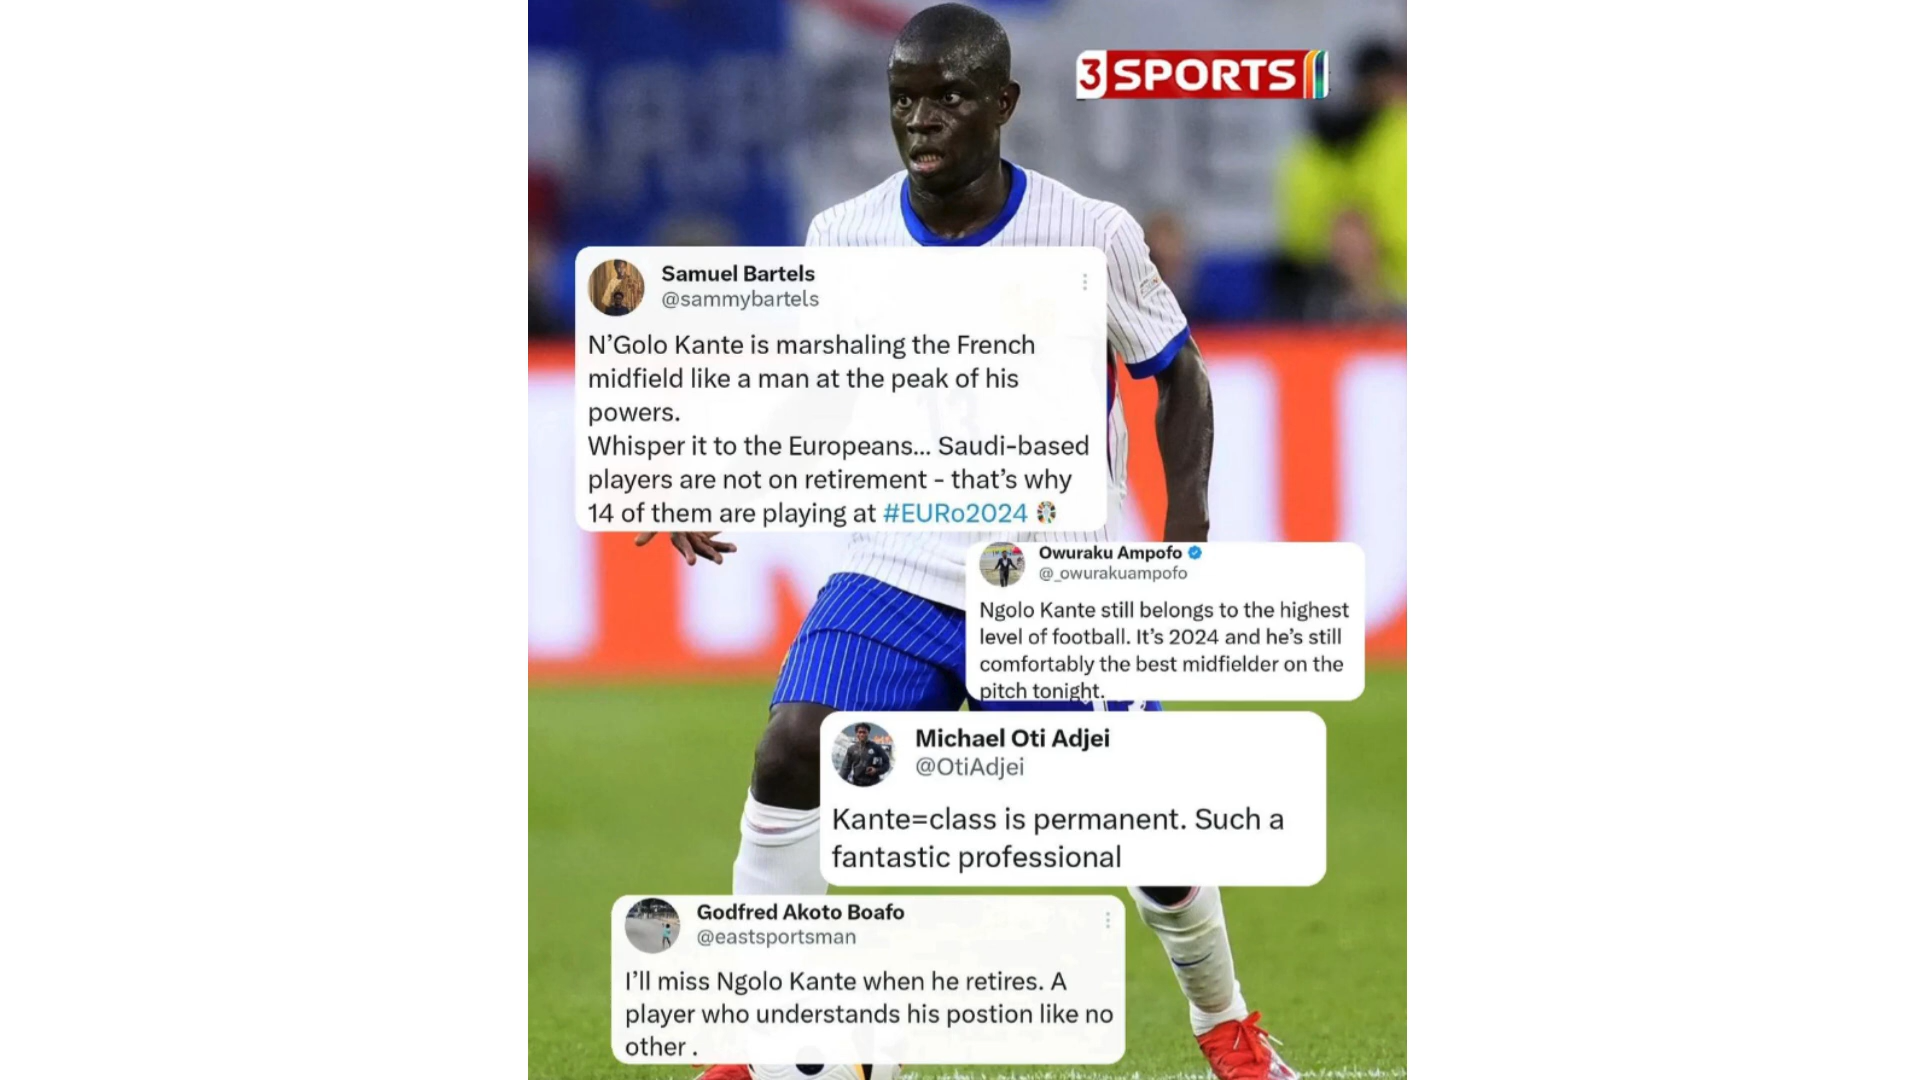 3 SPORTS
Samuel Bartels
@sammybartels
N’Golo Kante is marshaling the French
midfield like a man at the peak of his
powers.
Whisper it to the Europeans... Saudi-based
players are not on retirement - that’s why
14 of them are playing at #EURo2024
Owuraku Ampofo
@_owurakuampofo
Ngolo Kante still belongs to the highest
level of football. It’s 2024 and he’s still
comfortably the best midfielder on the
pitch tonight.
Michael Oti Adjei
@OtiAdjei
Kante=class is permanent. Such a
fantastic professional
Godfred Akoto Boafo
@eastsportsman
I’ll miss Ngolo Kante when he retires. A
player who understands his postion like no
other .
13